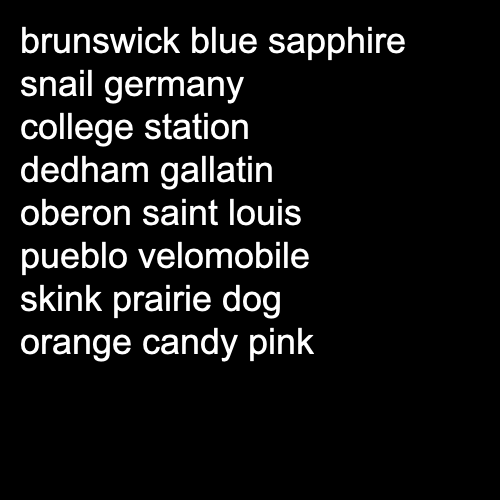 brunswick blue sapphire
snail germany
college station
dedham gallatin
oberon saint louis
pueblo velomobile
skink prairie dog
orange candy pink